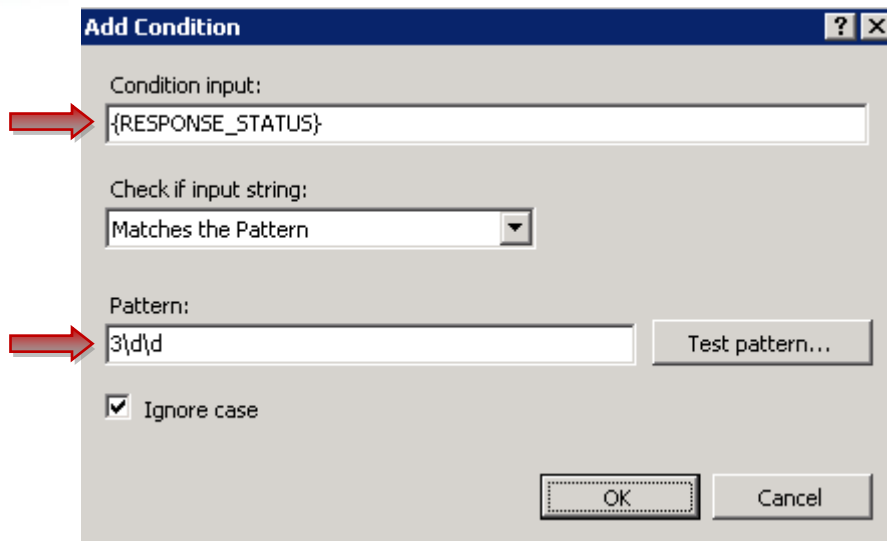 Add Condition
Condition input:
{RESPONSE_STATUS}
Check if input string:
Matches the Pattern
Pattern:
3\d\d
Test pattern...
Ignore case
OK
Cancel